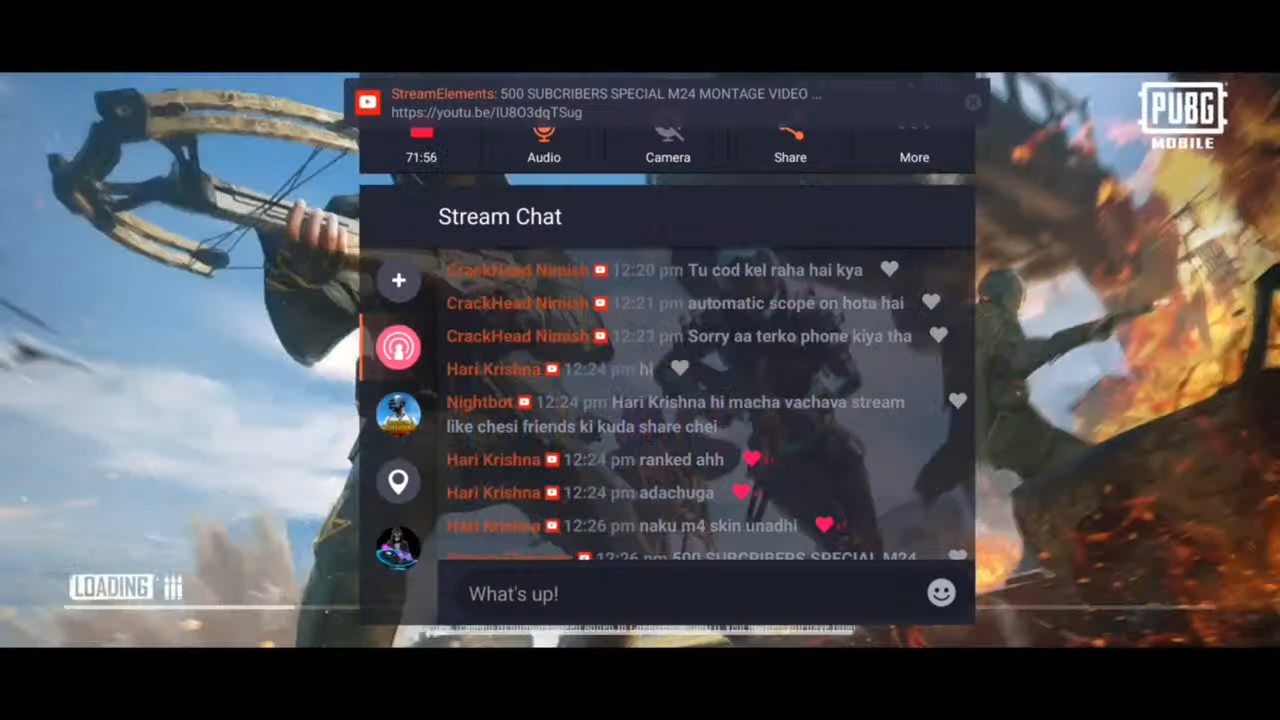 StreamElements: 500 SUBCRIBERS SPECIAL M24 MONTAGE VIDEO ...
https://youtu.be/IU8O3dqTSug
PUBG
MOBILE
71:56
Audio
Camera
Share
More
Stream Chat
CrackHead Nimish 12:20 pm Tu cod kel raha hai kya
CrackHead Nimish 12:21 pm automatic scope on hota hai
CrackHead Nimish 12:23 pm Sorry aa terko phone kiya tha
Hari Krishna 12:24 pm hi
Nightbot 12:24 pm Hari Krishna hi macha vachava stream
like chesi friends ki kuda share chei
Hari Krishna 12:24 pm ranked ahh
Hari Krishna 12:24 pm adachuga
Hari Krishna 12:26 pm naku m4 skin unadhi
12:26 pm 500 SUBCRIBERS SPECIAL M24
What's up!
LOADING